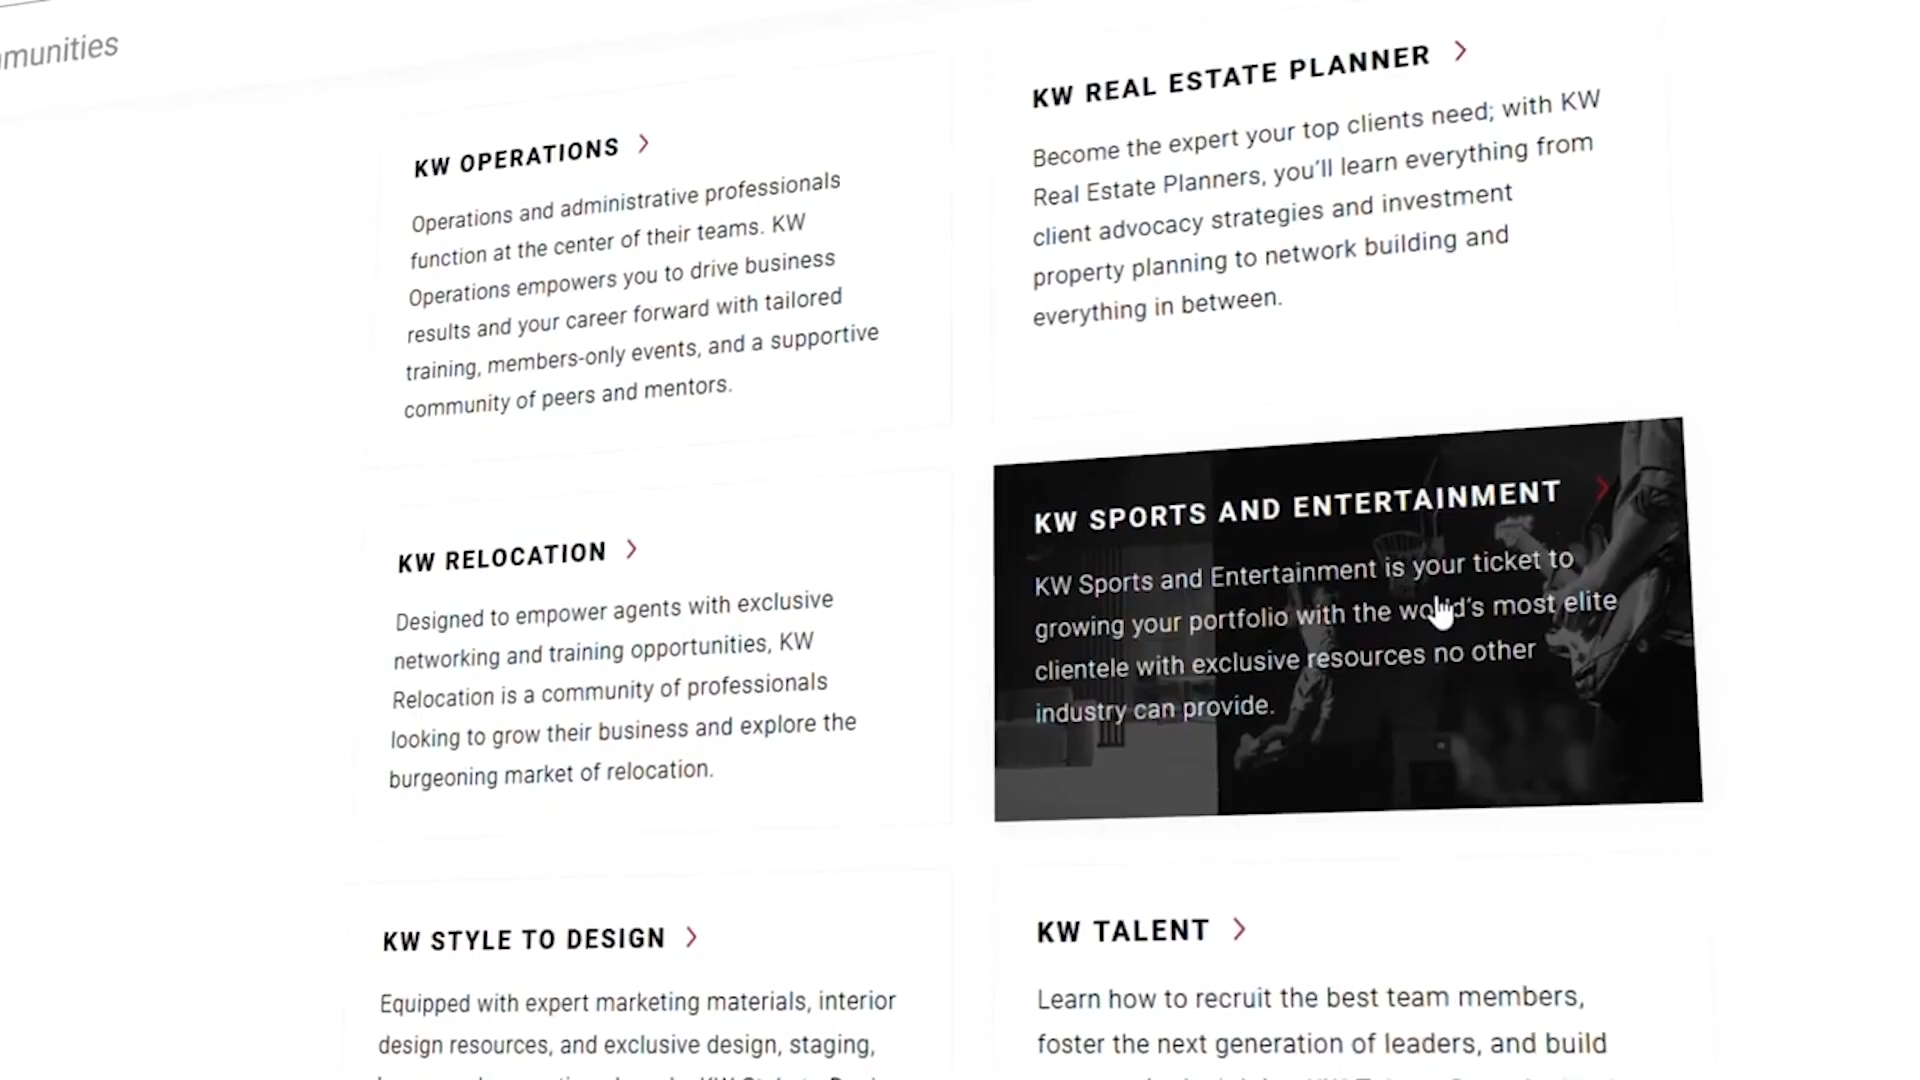 KW OPERATIONS
Operations and administrative professionals
function at the center of their teams. KW
Operations empowers you to drive business
results and your career forward with tailored
training, members-only events, and a supportive
community of peers and mentors.
KW REAL ESTATE PLANNER
Become the expert your top clients need; with KW
Real Estate Planners, you’ll learn everything from
client advocacy strategies and investment
property planning to network building and
everything in between.
KW RELOCATION
Designed to empower agents with exclusive
networking and training opportunities, KW
Relocation is a community of professionals
looking to grow their business and explore the
burgeoning market of relocation.
KW SPORTS AND ENTERTAINMENT
KW Sports and Entertainment is your ticket to
growing your portfolio with the world’s most elite
clientele with exclusive resources no other
industry can provide.
KW STYLE TO DESIGN
Equipped with expert marketing materials, interior
design resources, and exclusive design, staging,
KW TALENT
Learn how to recruit the best team members,
foster the next generation of leaders, and build